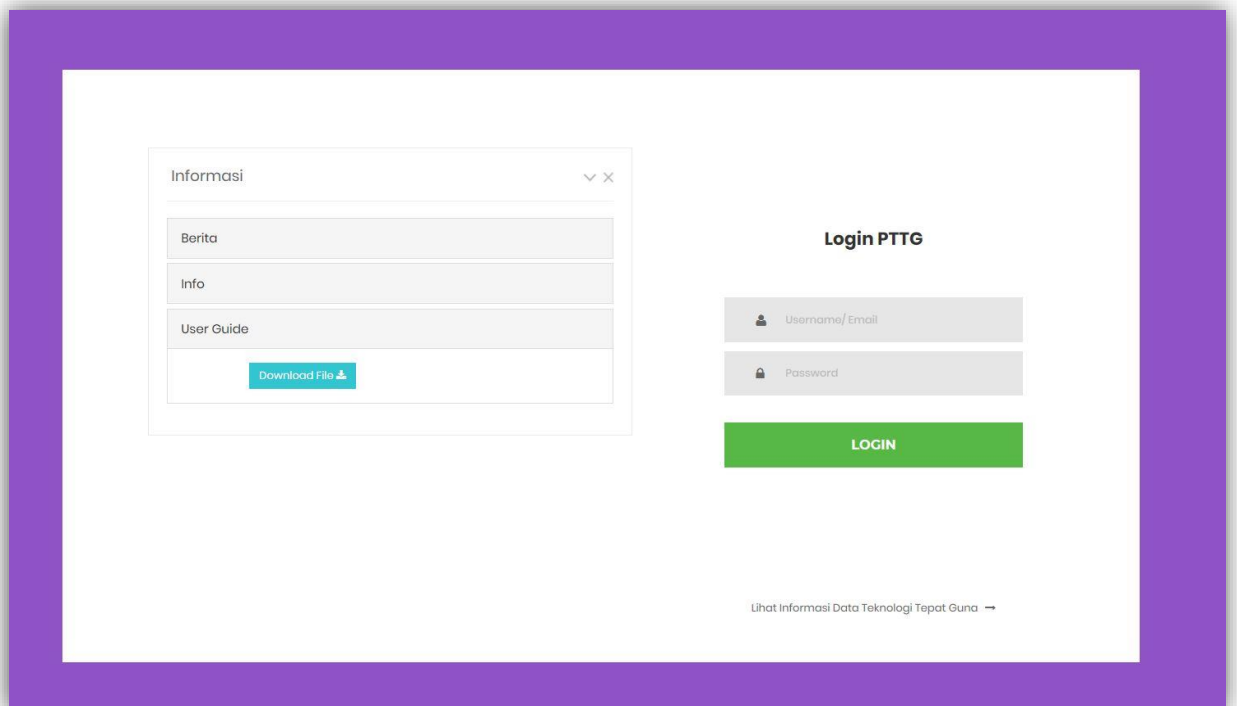 Informasi
Berita
Info
User Guide
Download File
Login PTTG
Username/ Email
Password
LOGIN
Lihat Informasi Data Teknologi Tepat Guna →